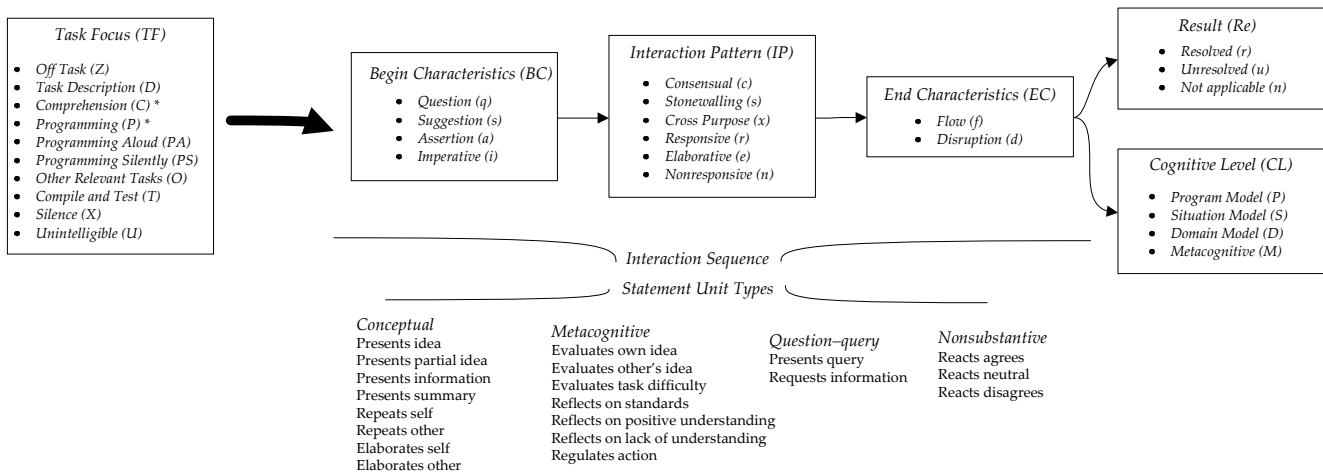 Task Focus (TF)
• Off Task (Z)
• Task Description (D)
• Comprehension (C) *
• Programming (P) *
• Programming Aloud (PA)
• Programming Silently (PS)
• Other Relevant Tasks (O)
• Compile and Test (T)
• Silence (X)
• Unintelligible (U)
Begin Characteristics (BC)
• Question (q)
• Suggestion (s)
• Assertion (a)
• Imperative (i)
Interaction Pattern (IP)
• Consensual (c)
• Stonewalling (s)
• Cross Purpose (x)
• Responsive (r)
• Elaborative (e)
• Nonresponsive (n)
End Characteristics (EC)
• Flow (f)
• Disruption (d)
Result (Re)
• Resolved (r)
• Unresolved (u)
• Not applicable (n)
Cognitive Level (CL)
• Program Model (P)
• Situation Model (S)
• Domain Model (D)
• Metacognitive (M)
Interaction Sequence
Statement Unit Types
Conceptual
Presents idea
Presents partial idea
Presents information
Presents summary
Repeats self
Repeats other
Elaborates self
Elaborates other
Metacognitive
Evaluates own idea
Evaluates other's idea
Evaluates task difficulty
Reflects on standards
Reflects on positive understanding
Reflects on lack of understanding
Regulates action
Question–query
Presents query
Requests information
Nonsubstantive
Reacts agrees
Reacts neutral
Reacts disagrees